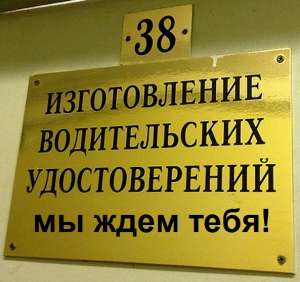 38
ИЗГОТОВЛЕНИЕ
ВОДИТЕЛЬСКИХ
УДОСТОВЕРЕНИЙ
мы ждем тебя!